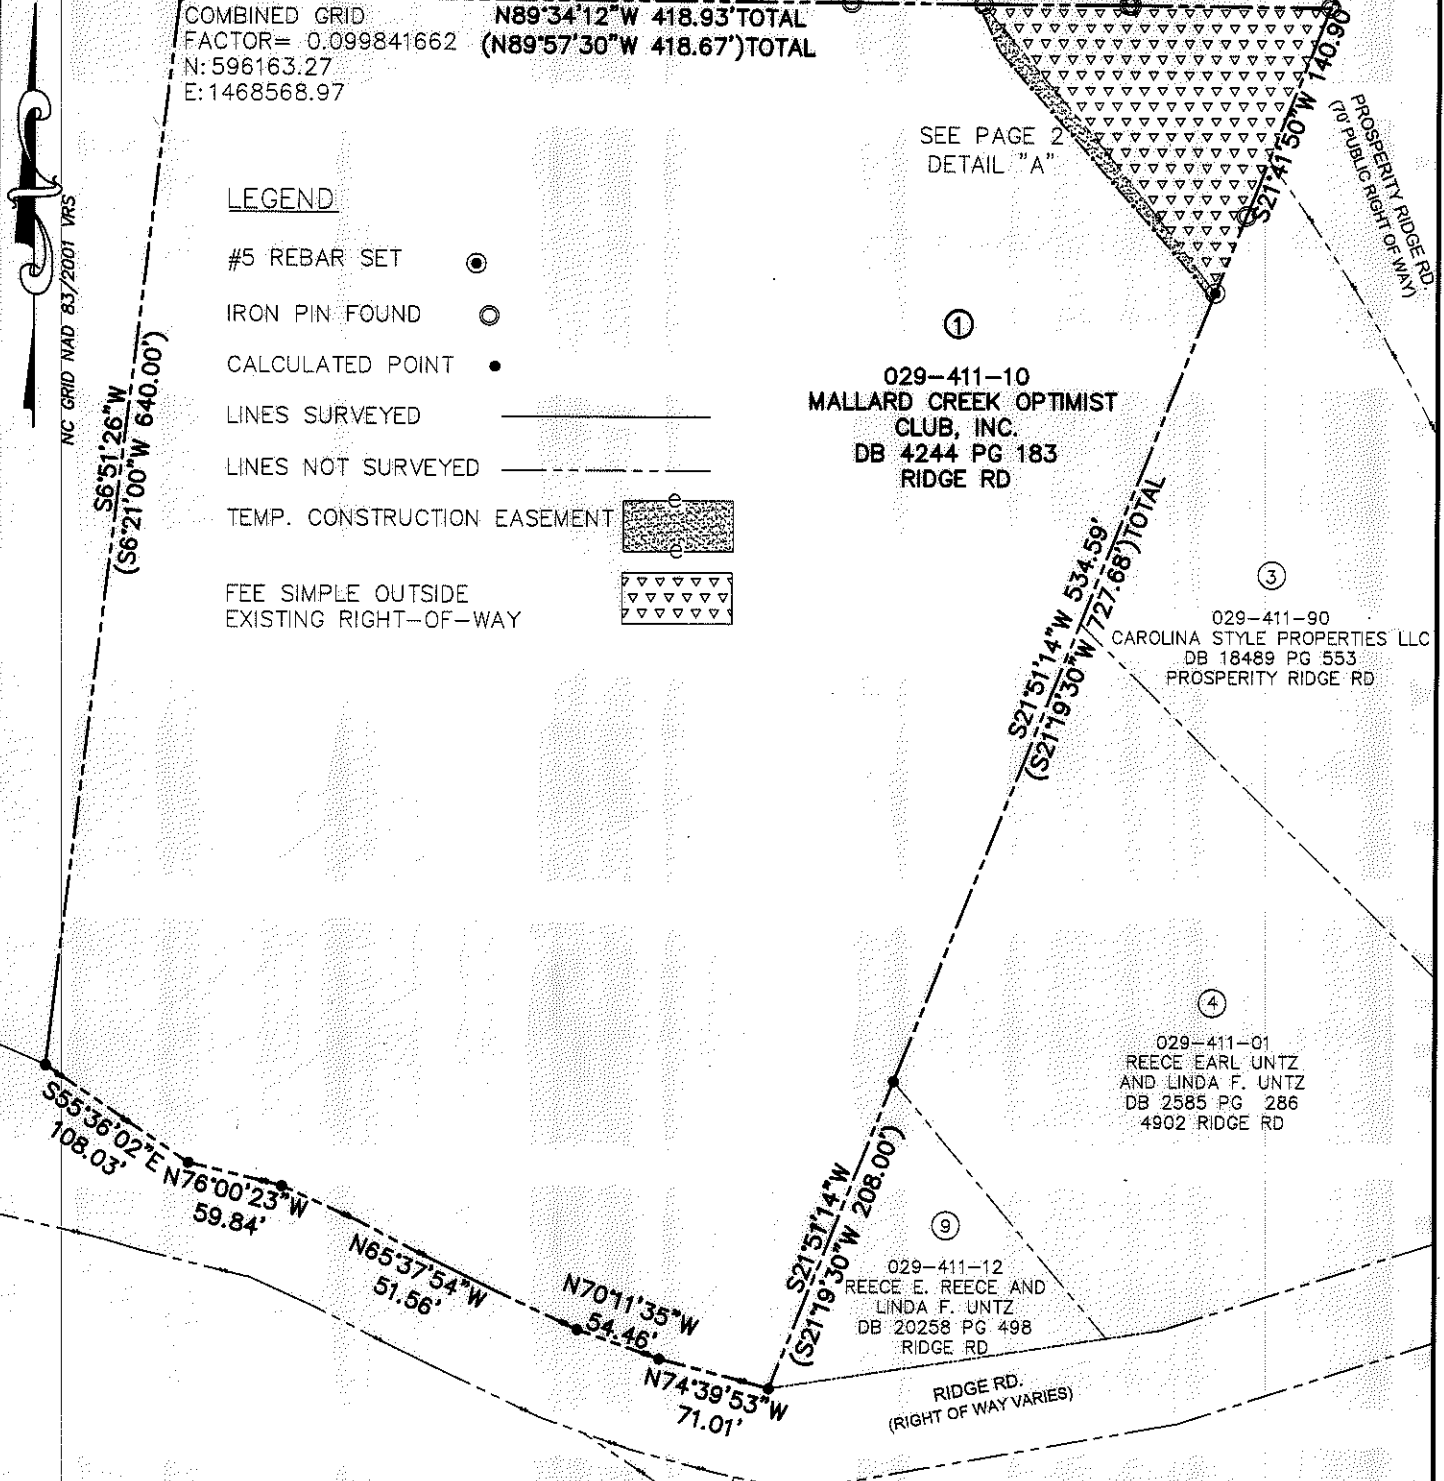 COMBINED GRID
FACTOR= 0.099841662
N: 596163.27
E: 1468568.97
N89°34'12"W 418.93'TOTAL
(N89°57'30"W 418.67')TOTAL
S21°41'50"W 140.90'
PROSPERITY RIDGE RD.
(70' PUBLIC RIGHT OF WAY)
SEE PAGE 2
DETAIL "A"
NC GRID NAD 83/2001 VRS
LEGEND
#5 REBAR SET
IRON PIN FOUND
CALCULATED POINT
LINES SURVEYED
LINES NOT SURVEYED
TEMP. CONSTRUCTION EASEMENT
e
e
FEE SIMPLE OUTSIDE
EXISTING RIGHT-OF-WAY
S6°51'26"W
(S6°21'00"W 640.00')
1
029-411-10
MALLARD CREEK OPTIMIST
CLUB, INC.
DB 4244 PG 183
RIDGE RD
S21°51'14"W 534.59'
(S21°19'30"W 727.68')TOTAL
3
029-411-90
CAROLINA STYLE PROPERTIES LLC
DB 18489 PG 553
PROSPERITY RIDGE RD
4
029-411-01
REECE EARL UNTZ
AND LINDA F. UNTZ
DB 2585 PG 286
4902 RIDGE RD
S55°36'02"E
108.03'
N76°00'23"W
59.84'
N65°37'54"W
51.56'
N70°11'35"W
54.46'
N74°39'53"W
71.01'
S21°51'14"W
(S21°19'30"W 208.00')
9
029-411-12
REECE E. REECE AND
LINDA F. UNTZ
DB 20258 PG 498
RIDGE RD
RIDGE RD.
(RIGHT OF WAY VARIES)